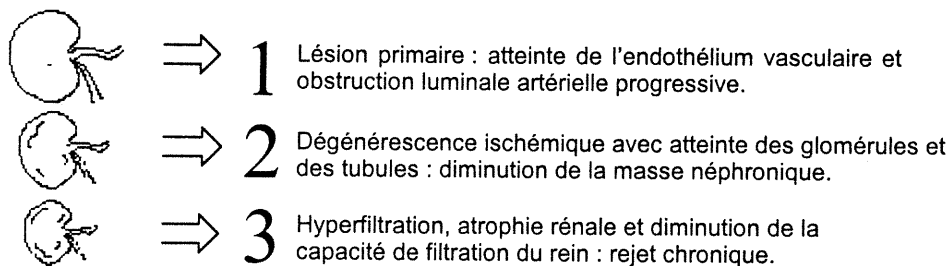 1 Lésion primaire : atteinte de l'endothélium vasculaire et
obstruction luminale artérielle progressive.
2 Dégénérescence ischémique avec atteinte des glomérules et
des tubules : diminution de la masse néphronique.
3 Hyperfiltration, atrophie rénale et diminution de la
capacité de filtration du rein : rejet chronique.